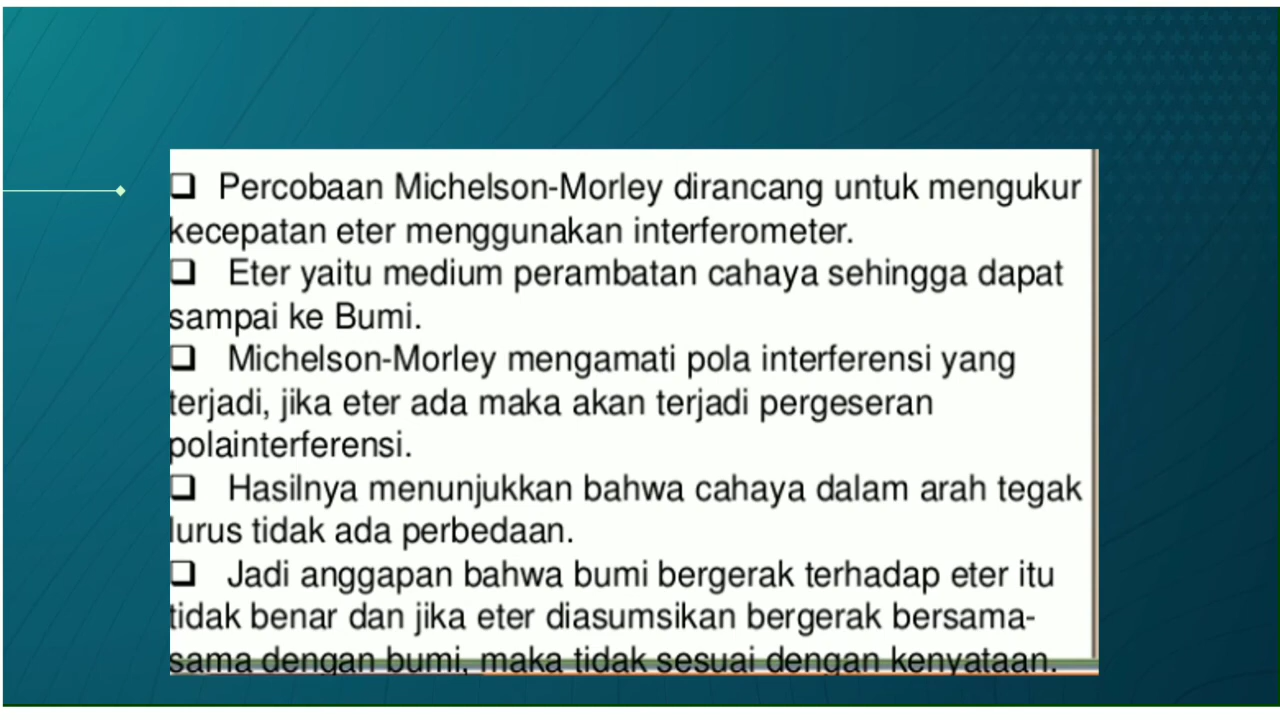 ❑ Percobaan Michelson-Morley dirancang untuk mengukur
kecepatan eter menggunakan interferometer.
❑ Eter yaitu medium perambatan cahaya sehingga dapat
sampai ke Bumi.
❑ Michelson-Morley mengamati pola interferensi yang
terjadi, jika eter ada maka akan terjadi pergeseran
polainterferensi.
❑ Hasilnya menunjukkan bahwa cahaya dalam arah tegak
lurus tidak ada perbedaan.
❑ Jadi anggapan bahwa bumi bergerak terhadap eter itu
tidak benar dan jika eter diasumsikan bergerak bersama-
sama dengan bumi, maka tidak sesuai dengan kenyataan.